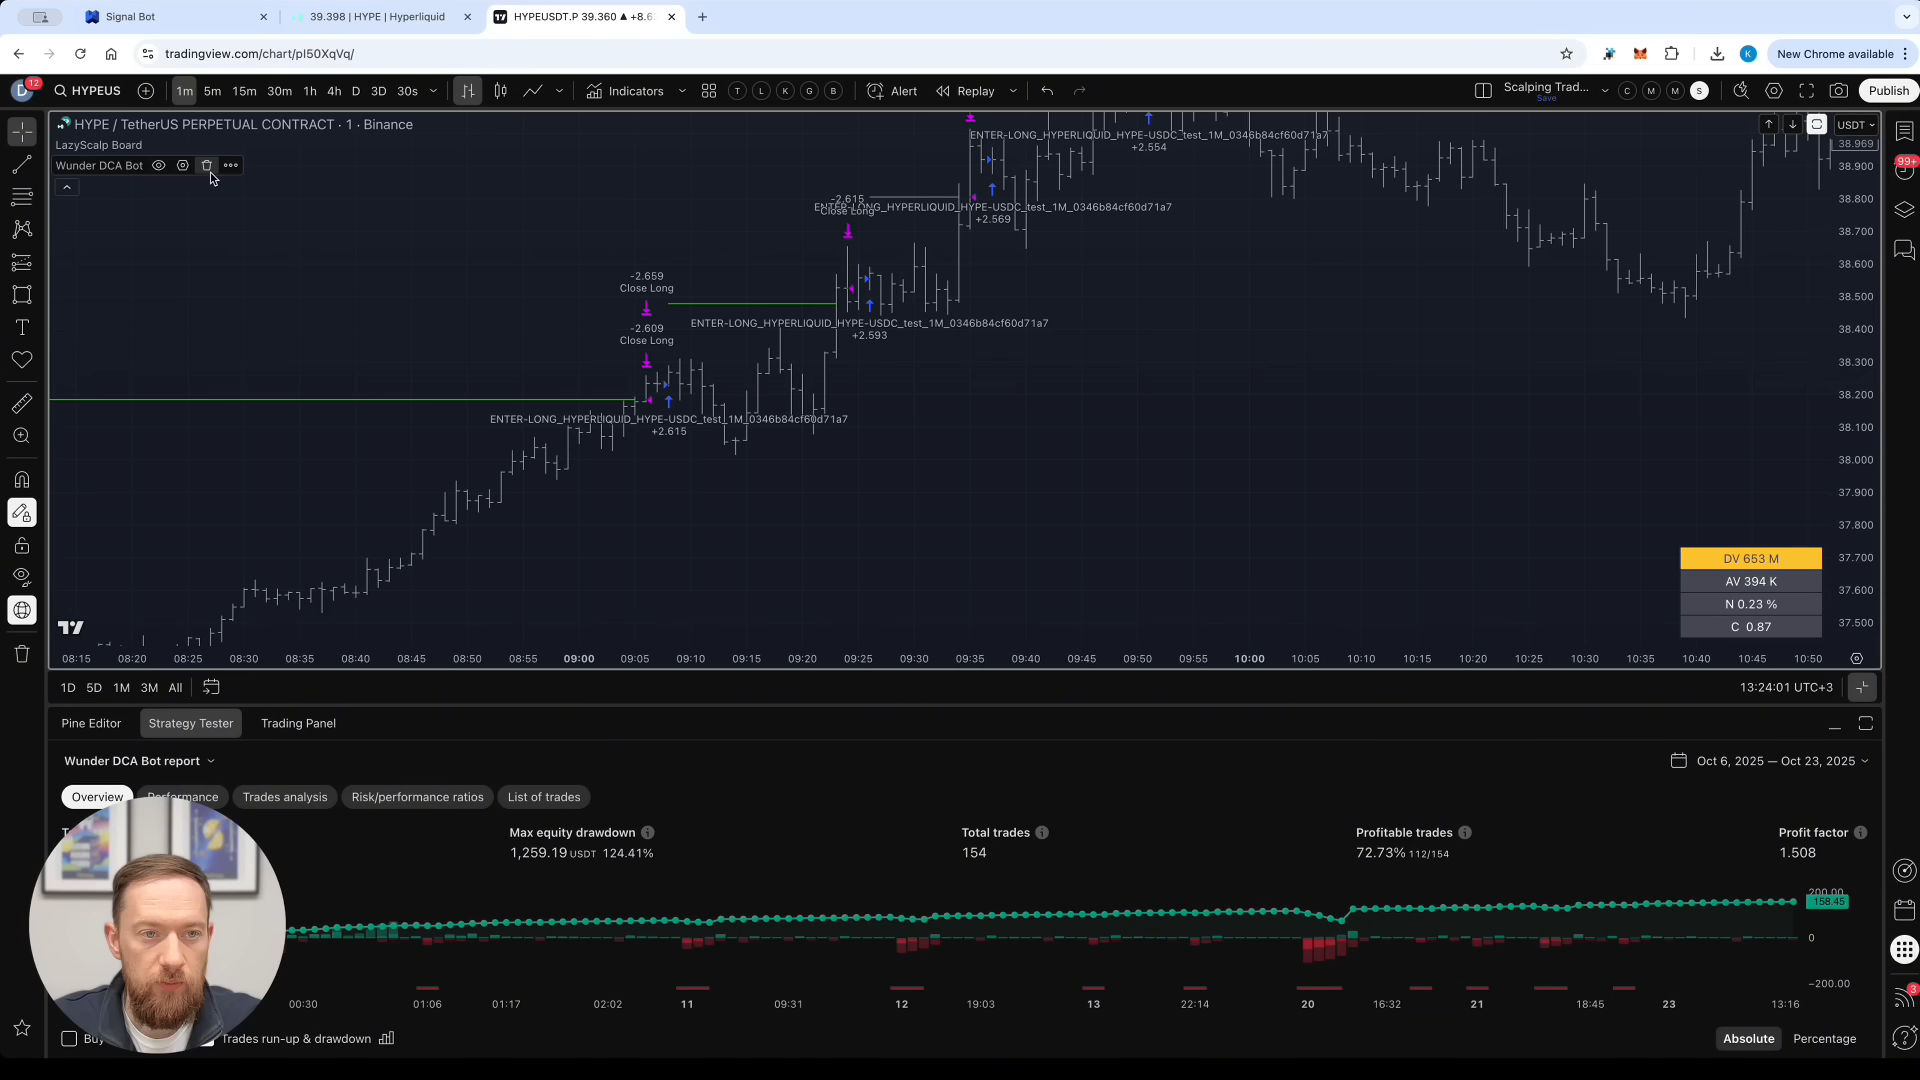 Signal Bot
39.398 | HYPE | Hyperliquid
HYPEUSDT.P 39.360 ▲ +8.6
tradingview.com/chart/pI50XqVq/
K
New Chrome available
D
12
HYPEUS
1m 5m 15m 30m 1h 4h D 3D 30s
Indicators
T L K G B
Alert
Replay
Scalping Trad...
Save
C M M S
Publish
HYPE / TetherUS PERPETUAL CONTRACT · 1 · Binance
LazyScalp Board
Wunder DCA Bot
USDT
38.969
38.900
38.800
38.700
38.600
38.500
38.400
38.300
38.200
38.100
38.000
37.900
37.800
37.700
37.600
37.500
99+
ENTER-LONG_HYPERLIQUID_HYPE-USDC_test_1M_0346b84cf60d71a7
+2.554
-2.615
Close Long
ENTER-LONG_HYPERLIQUID_HYPE-USDC_test_1M_0346b84cf60d71a7
+2.569
-2.659
Close Long
-2.609
Close Long
ENTER-LONG_HYPERLIQUID_HYPE-USDC_test_1M_0346b84cf60d71a7
+2.593
ENTER-LONG_HYPERLIQUID_HYPE-USDC_test_1M_0346b84cf60d71a7
+2.615
DV 653 M
AV 394 K
N 0.23 %
C 0.87
08:15 08:20 08:25 08:30 08:35 08:40 08:45 08:50 08:55 09:00 09:05 09:10 09:15 09:20 09:25 09:30 09:35 09:40 09:45 09:50 09:55 10:00 10:05 10:10 10:15 10:20 10:25 10:30 10:35 10:40 10:45 10:50
1D 5D 1M 3M All
13:24:01 UTC+3
Pine Editor Strategy Tester Trading Panel
Wunder DCA Bot report
Oct 6, 2025 — Oct 23, 2025
Overview Performance Trades analysis Risk/performance ratios List of trades
Max equity drawdown
1,259.19 USDT 124.41%
Total trades
154
Profitable trades
72.73% 112/154
Profit factor
1.508
200.00
158.45
0
-200.00
00:30 01:06 01:17 02:02 11 09:31 12 19:03 13 22:14 20 16:32 21 18:45 23 13:16
Trades run-up & drawdown
Absolute Percentage
3